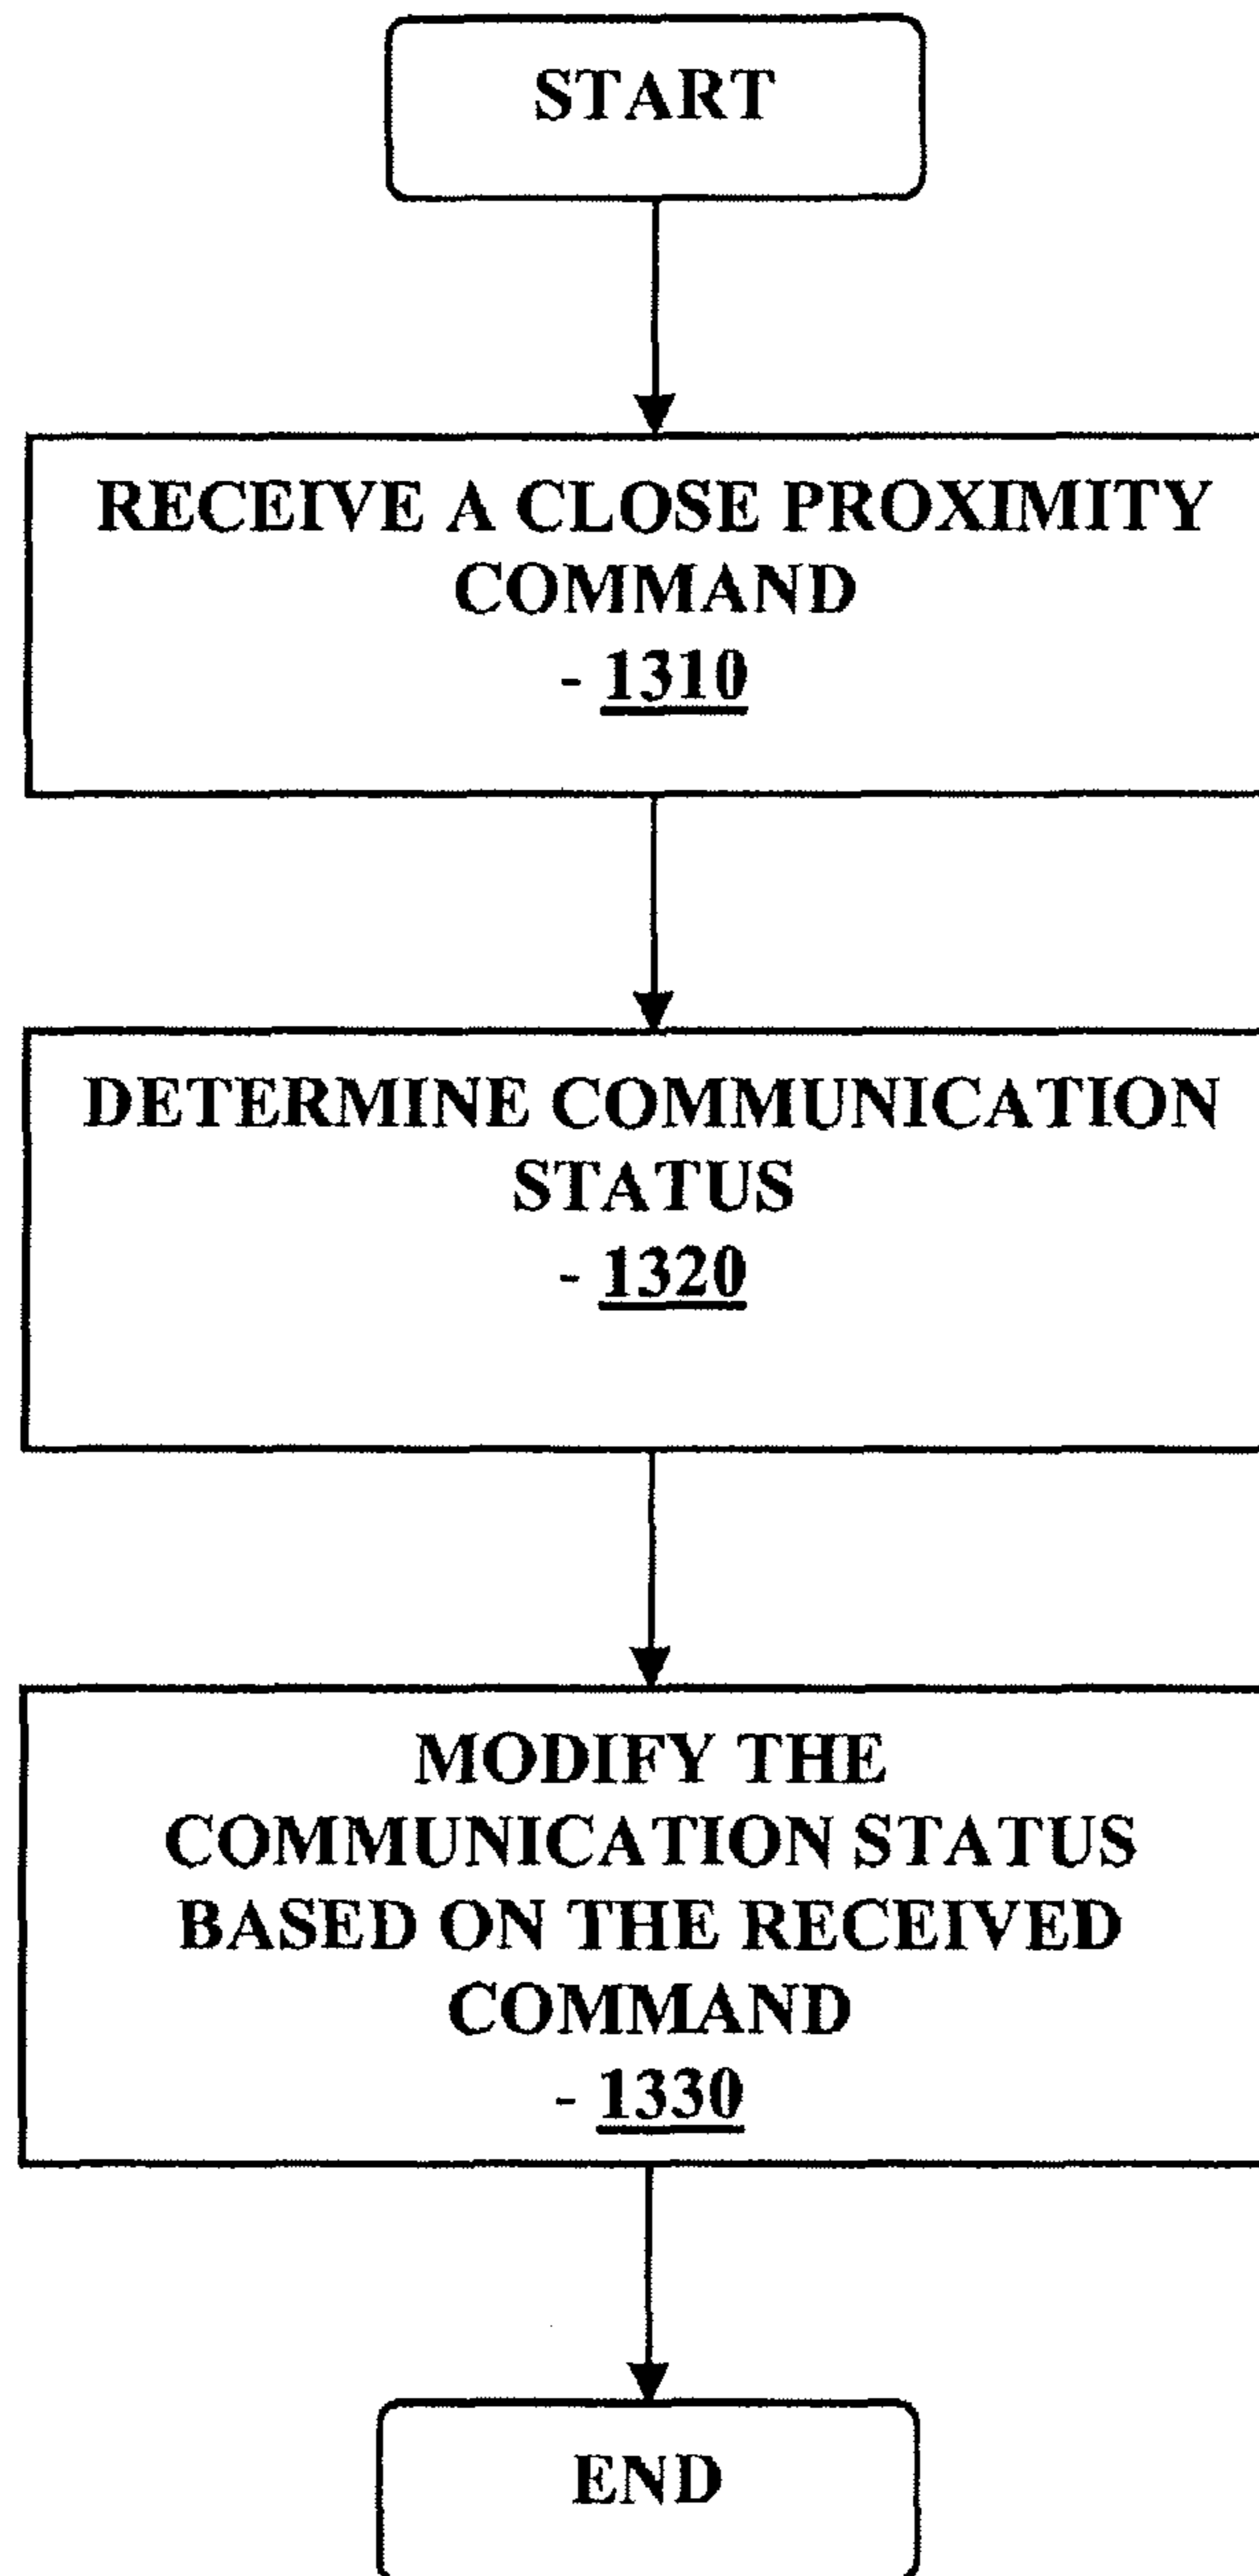 START
RECEIVE A CLOSE PROXIMITY
COMMAND
- 1310
DETERMINE COMMUNICATION
STATUS
- 1320
MODIFY THE
COMMUNICATION STATUS
BASED ON THE RECEIVED
COMMAND
- 1330
END